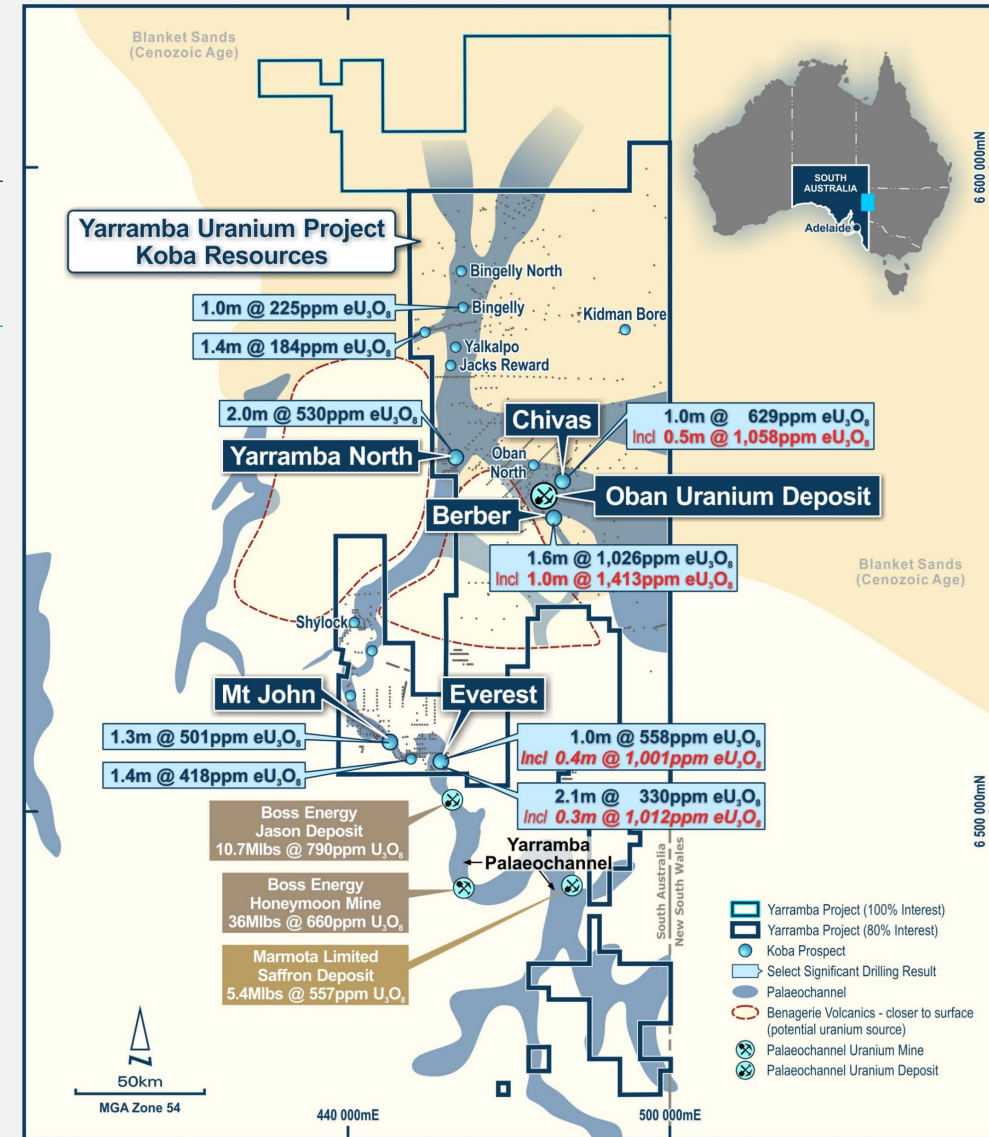 Blanket Sands
(Cenozoic Age)
6 600 000mN
SOUTH
AUSTRALIA
Adelaide
Yarramba Uranium Project
Koba Resources
Bingelly North
1.0m @ 225ppm eU₃O₈
Bingelly
Kidman Bore
1.4m @ 184ppm eU₃O₈
Yalkalpo
Jacks Reward
2.0m @ 530ppm eU₃O₈
Chivas
1.0m @ 629ppm eU₃O₈
Incl 0.5m @ 1,058ppm eU₃O₈
Yarramba North
Oban
North
Oban Uranium Deposit
Berber
1.6m @ 1,026ppm eU₃O₈
Incl 1.0m @ 1,413ppm eU₃O₈
Blanket Sands
(Cenozoic Age)
Shylock
Mt John
Everest
1.3m @ 501ppm eU₃O₈
1.0m @ 558ppm eU₃O₈
Incl 0.4m @ 1,001ppm eU₃O₈
1.4m @ 418ppm eU₃O₈
2.1m @ 330ppm eU₃O₈
Incl 0.3m @ 1,012ppm eU₃O₈
6 500 000mN
Boss Energy
Jason Deposit
10.7Mlbs @ 790ppm U₃O₈
Yarramba
Palaeochannel
Boss Energy
Honeymoon Mine
36Mlbs @ 660ppm U₃O₈
Marmota Limited
Saffron Deposit
5.4Mlbs @ 557ppm U₃O₈
South Australia
New South Wales
Yarramba Project (100% Interest)
Yarramba Project (80% Interest)
Koba Prospect
Select Significant Drilling Result
Palaeochannel
Benagerie Volcanics - closer to surface
(potential uranium source)
Palaeochannel Uranium Mine
Palaeochannel Uranium Deposit
N
50km
MGA Zone 54
440 000mE
500 000mE